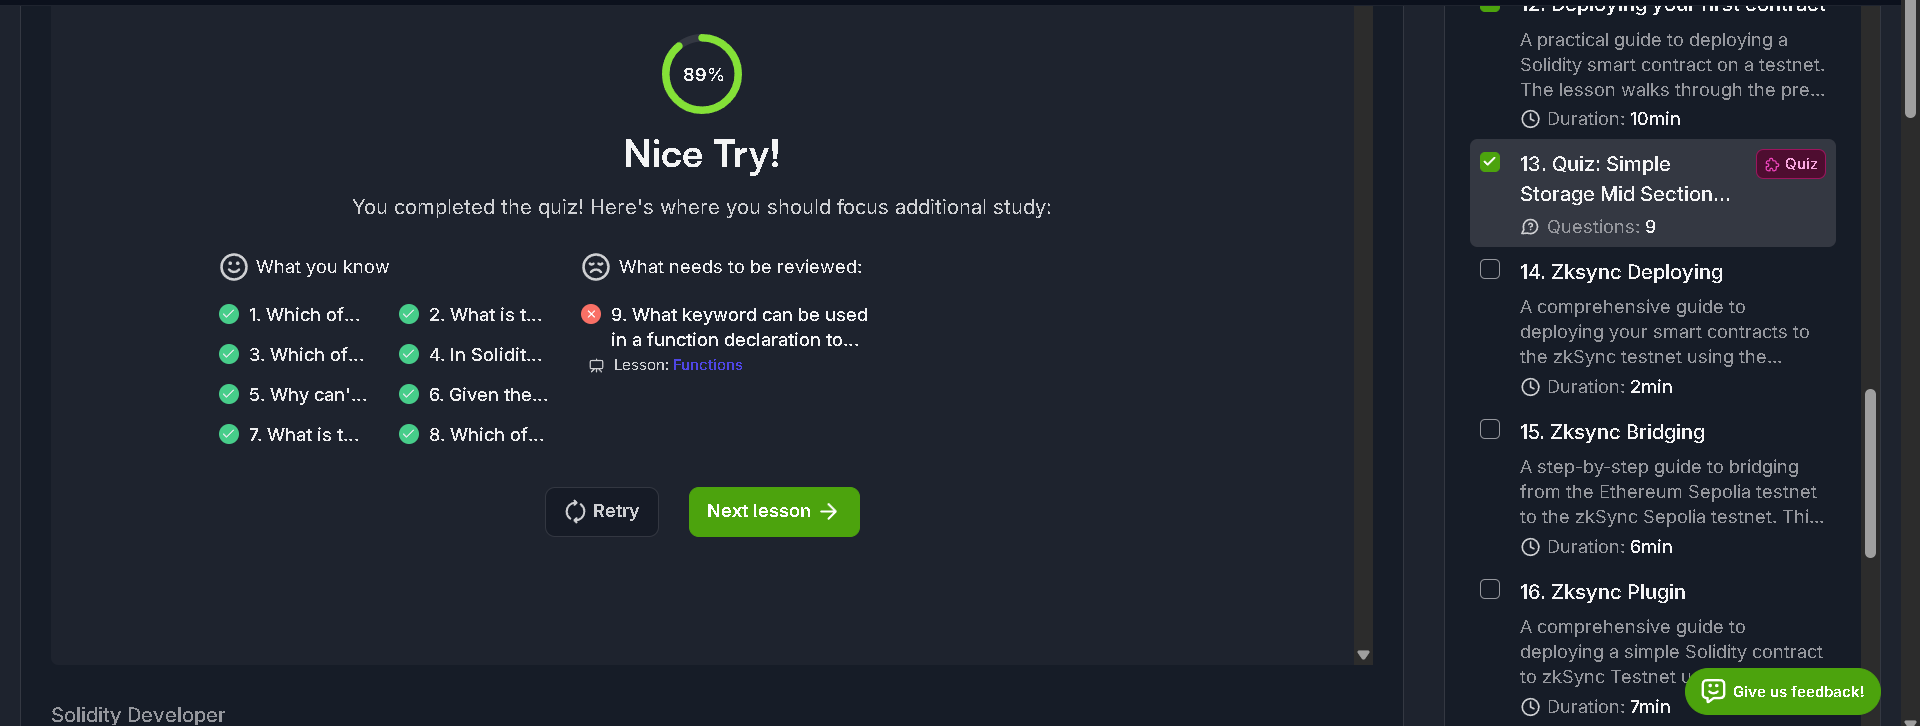 89%
Nice Try!
You completed the quiz! Here's where you should focus additional study:
What you know
1. Which of...
2. What is t...
3. Which of...
4. In Solidit...
5. Why can'...
6. Given the...
7. What is t...
8. Which of...
What needs to be reviewed:
9. What keyword can be used
in a function declaration to...
Lesson: Functions
Retry
Next lesson
Solidity Developer
12. Deploying your first contract
A practical guide to deploying a
Solidity smart contract on a testnet.
The lesson walks through the pre...
Duration: 10min
13. Quiz: Simple
Storage Mid Section...
Quiz
Questions: 9
14. Zksync Deploying
A comprehensive guide to
deploying your smart contracts to
the zkSync testnet using the...
Duration: 2min
15. Zksync Bridging
A step-by-step guide to bridging
from the Ethereum Sepolia testnet
to the zkSync Sepolia testnet. Thi...
Duration: 6min
16. Zksync Plugin
A comprehensive guide to
deploying a simple Solidity contract
to zkSync Testnet
Duration: 7min
Give us feedback!